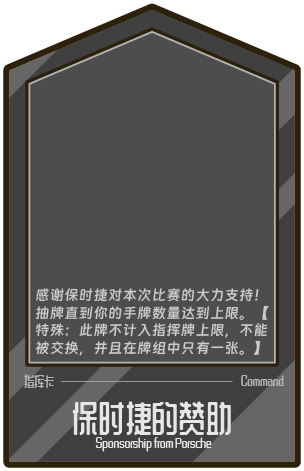 感谢保时捷对本次比赛的大力支持！
抽牌直到你的手牌数量达到上限。【
特殊：此牌不计入指挥牌上限，不能
被交换，并且在牌组中只有一张。】
指挥卡 Command
保时捷的赞助
Sponsorship from Porsche